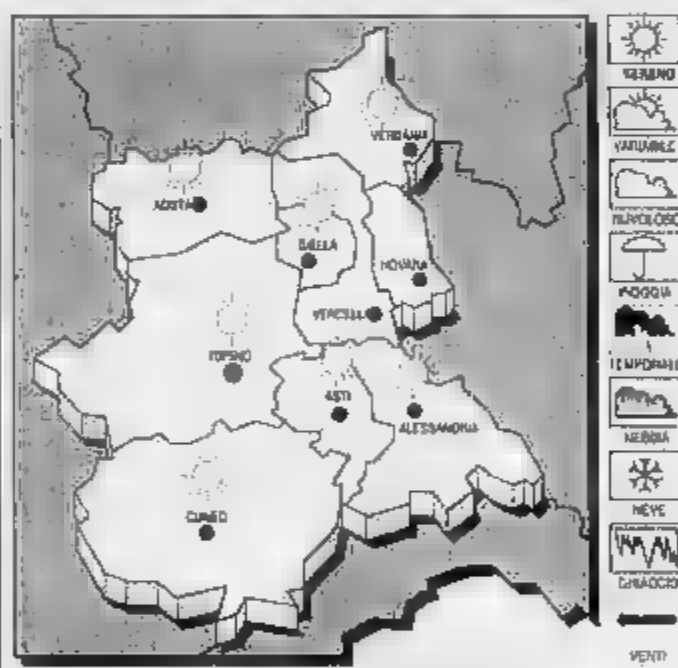 VERBANIA
AOSTA
BIELLA
NOVARA
VERCELLI
TORINO
ASTI
ALESSANDRIA
CUNEO
SERENO
VARIABILE
NUVOLOSO
PIOGGIA
TEMPORALE
NEBBIA
NEVE
GHIACCIO
VENTI